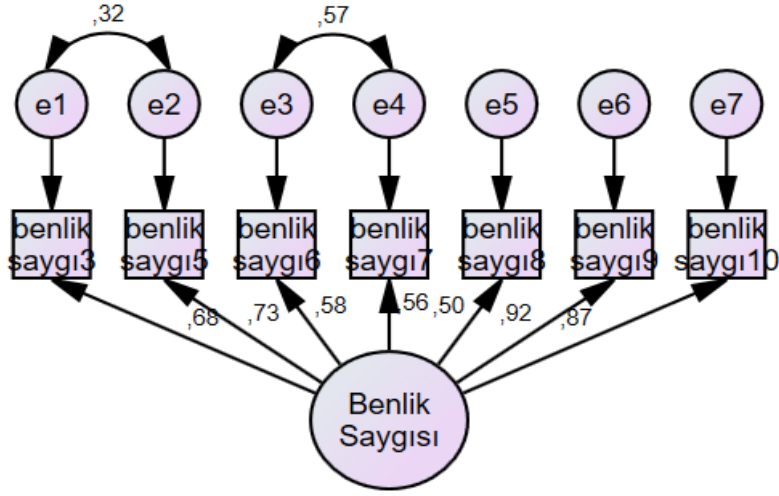 ,32
,57
e1
e2
e3
e4
e5
e6
e7
benlik
saygı3
benlik
saygı5
benlik
saygı6
benlik
saygı7
benlik
saygı8
benlik
saygı9
benlik
saygı10
,68
,73
,58
,56
,50
,92
,87
Benlik
Saygısı